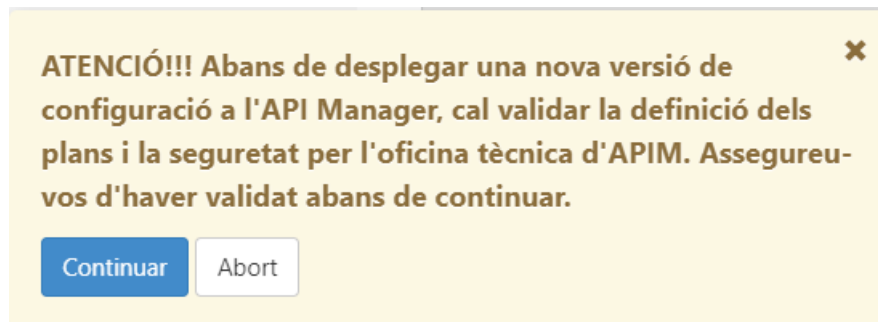 ATENCIÓ!!! Abans de desplegar una nova versió de
configuració a l'API Manager, cal validar la definició dels
plans i la seguretat per l'oficina tècnica d'APIM. Assegureu-
vos d'haver validat abans de continuar.
Continuar Abort